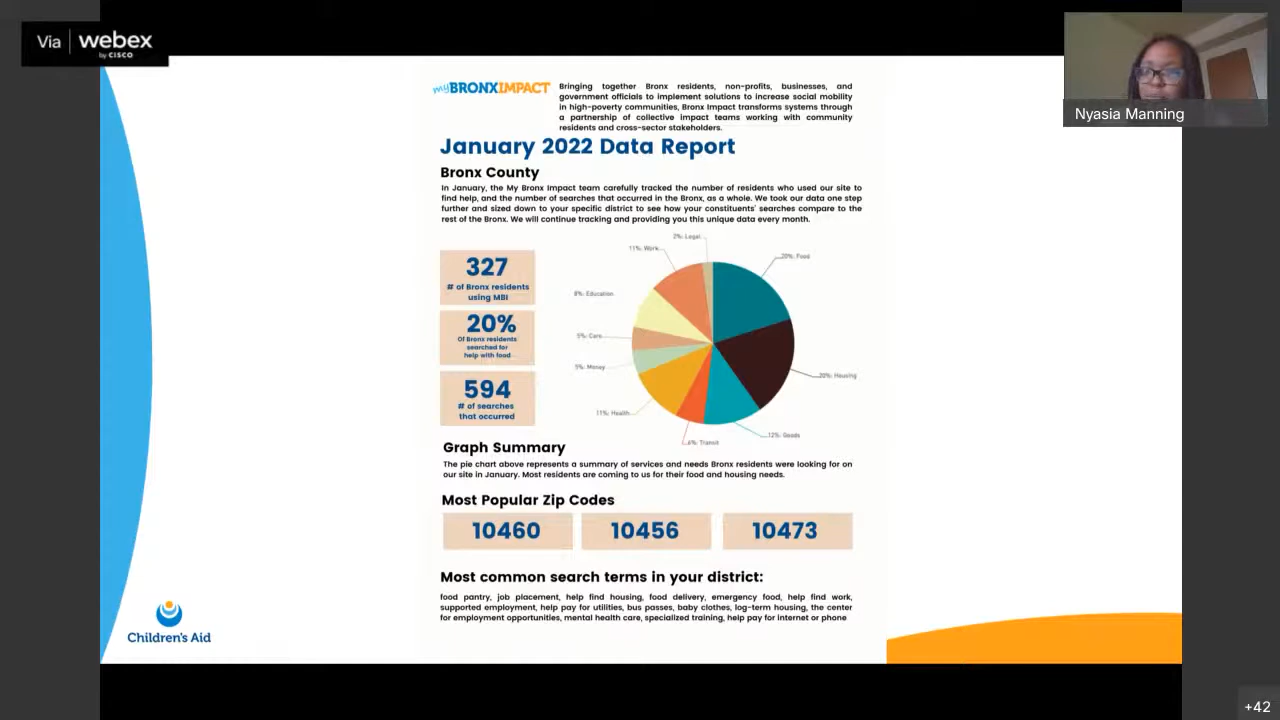 Via webex
by CISCO
Nyasia Manning
myBRONXIMPACT
Bringing together Bronx residents, non-profits, businesses, and
government officials to implement solutions to increase social mobility
in high-poverty communities, Bronx Impact transforms systems through
a partnership of collective impact teams working with community
residents and cross-sector stakeholders.
January 2022 Data Report
Bronx County
In January, the My Bronx Impact team carefully tracked the number of residents who used our site to
find help, and the number of searches that occurred in the Bronx, as a whole. We took our data one step
further and sized down to your specific district to see how your constituents' searches compare to the
rest of the Bronx. We will continue tracking and providing you this unique data every month.
327
# of Bronx residents
using MBI
20%
Of Bronx residents
searched for
help with food
594
# of searches
that occurred
2%: Legal
11%: Work
20%: Food
8%: Education
5%: Care
5%: Money
20%: Housing
11%: Health
12%: Goods
6%: Transit
Graph Summary
The pie chart above represents a summary of services and needs Bronx residents were looking for on
our site in January. Most residents are coming to us for their food and housing needs.
Most Popular Zip Codes
10460 10456 10473
Most common search terms in your district:
food pantry, job placement, help find housing, food delivery, emergency food, help find work,
supported employment, help pay for utilities, bus passes, baby clothes, log-term housing, the center
for employment opportunities, mental health care, specialized training, help pay for internet or phone
Children's Aid
+42